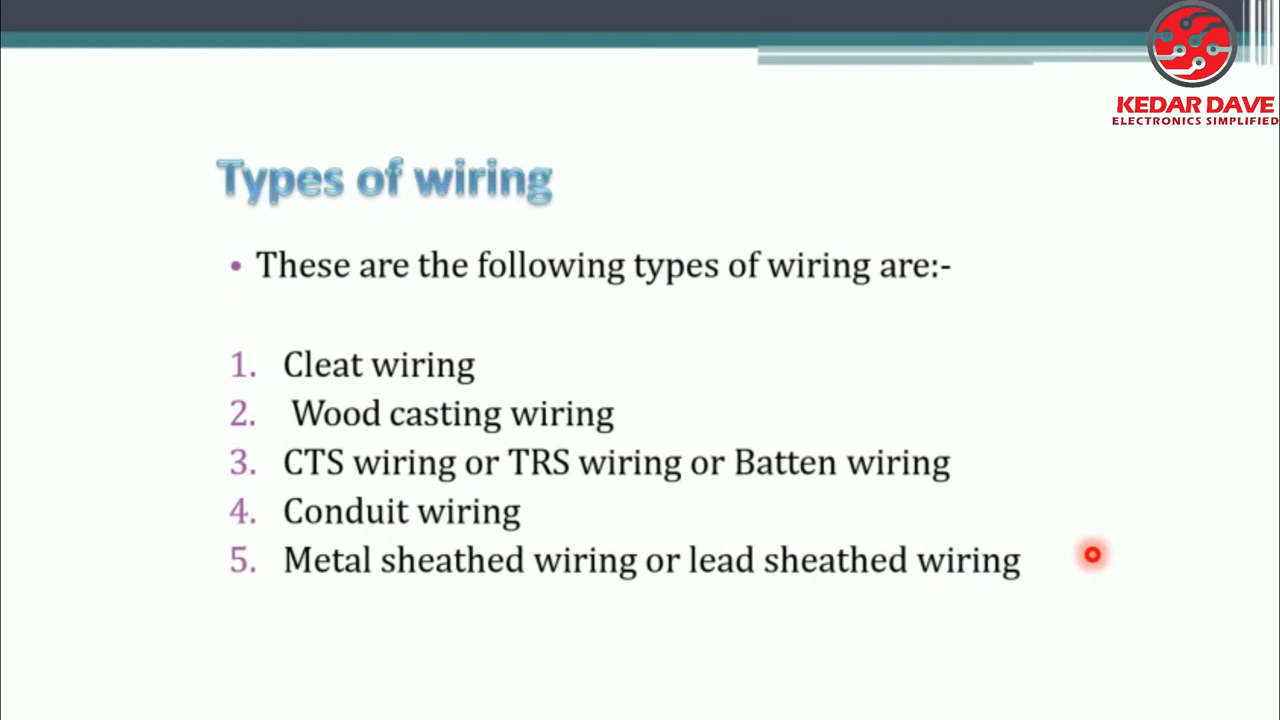 KEDAR DAVE
ELECTRONICS SIMPLIFIED
Types of wiring
• These are the following types of wiring are:-
1. Cleat wiring
2. Wood casting wiring
3. CTS wiring or TRS wiring or Batten wiring
4. Conduit wiring
5. Metal sheathed wiring or lead sheathed wiring